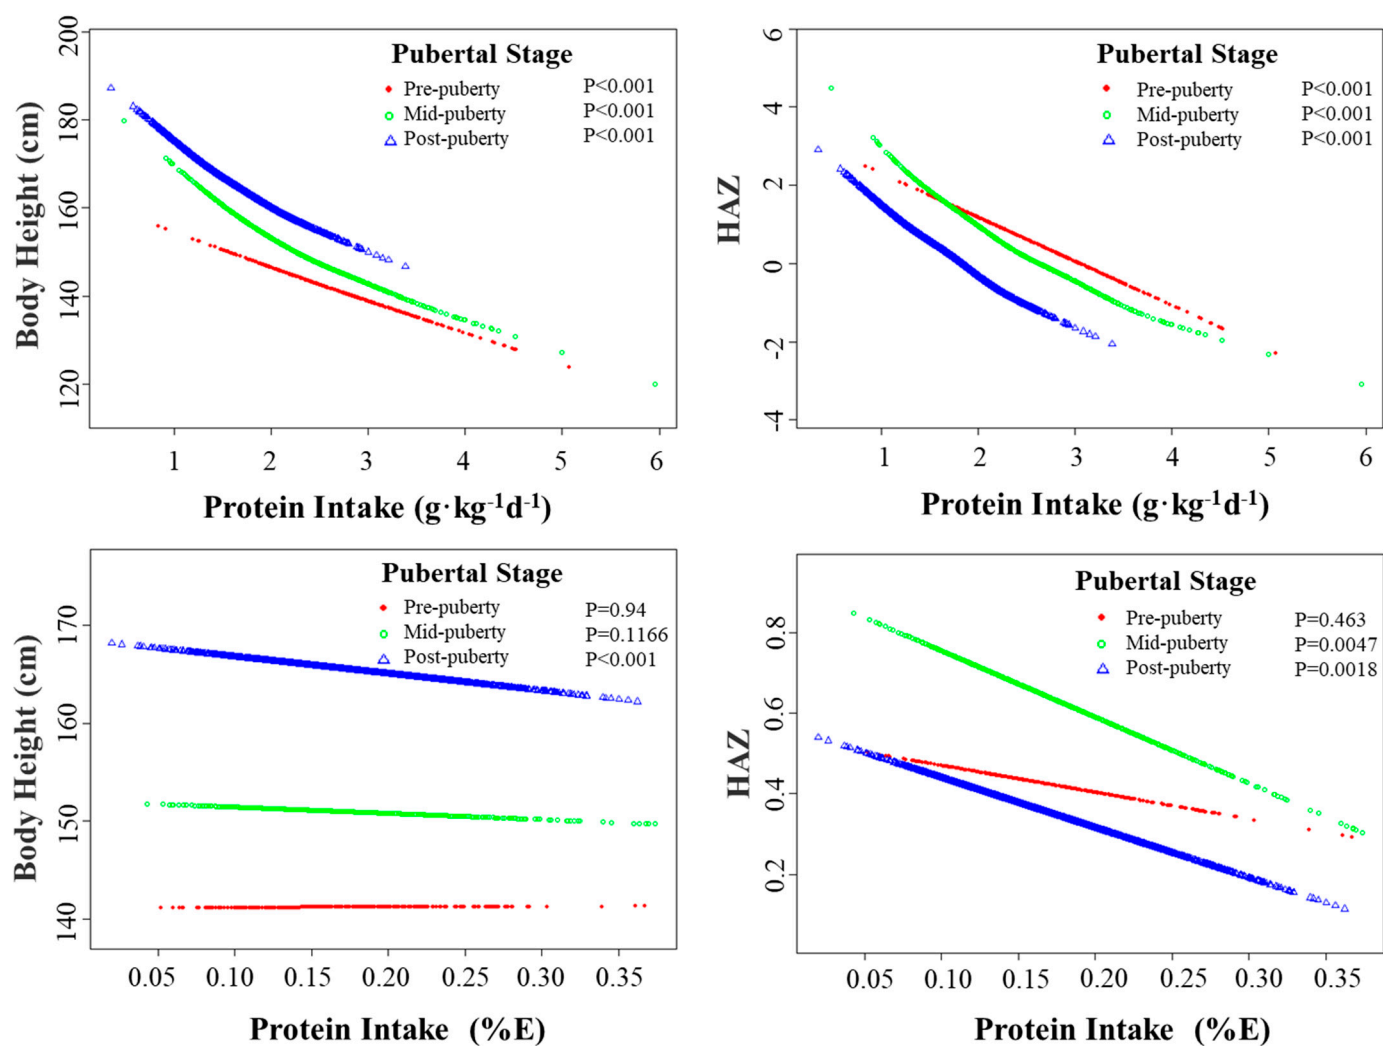 Pubertal Stage
Pre-puberty P<0.001
Mid-puberty P<0.001
Post-puberty P<0.001
200
180
160
140
120
Body Height (cm)
1 2 3 4 5 6
Protein Intake (g·kg⁻¹d⁻¹)
Pubertal Stage
Pre-puberty P<0.001
Mid-puberty P<0.001
Post-puberty P<0.001
6
4
2
0
-2
-4
HAZ
1 2 3 4 5 6
Protein Intake (g·kg⁻¹d⁻¹)
Pubertal Stage
Pre-puberty P=0.94
Mid-puberty P=0.1166
Post-puberty P<0.001
170
160
150
140
Body Height (cm)
0.05 0.10 0.15 0.20 0.25 0.30 0.35
Protein Intake (%E)
Pubertal Stage
Pre-puberty P=0.463
Mid-puberty P=0.0047
Post-puberty P=0.0018
0.8
0.6
0.4
0.2
HAZ
0.05 0.10 0.15 0.20 0.25 0.30 0.35
Protein Intake (%E)